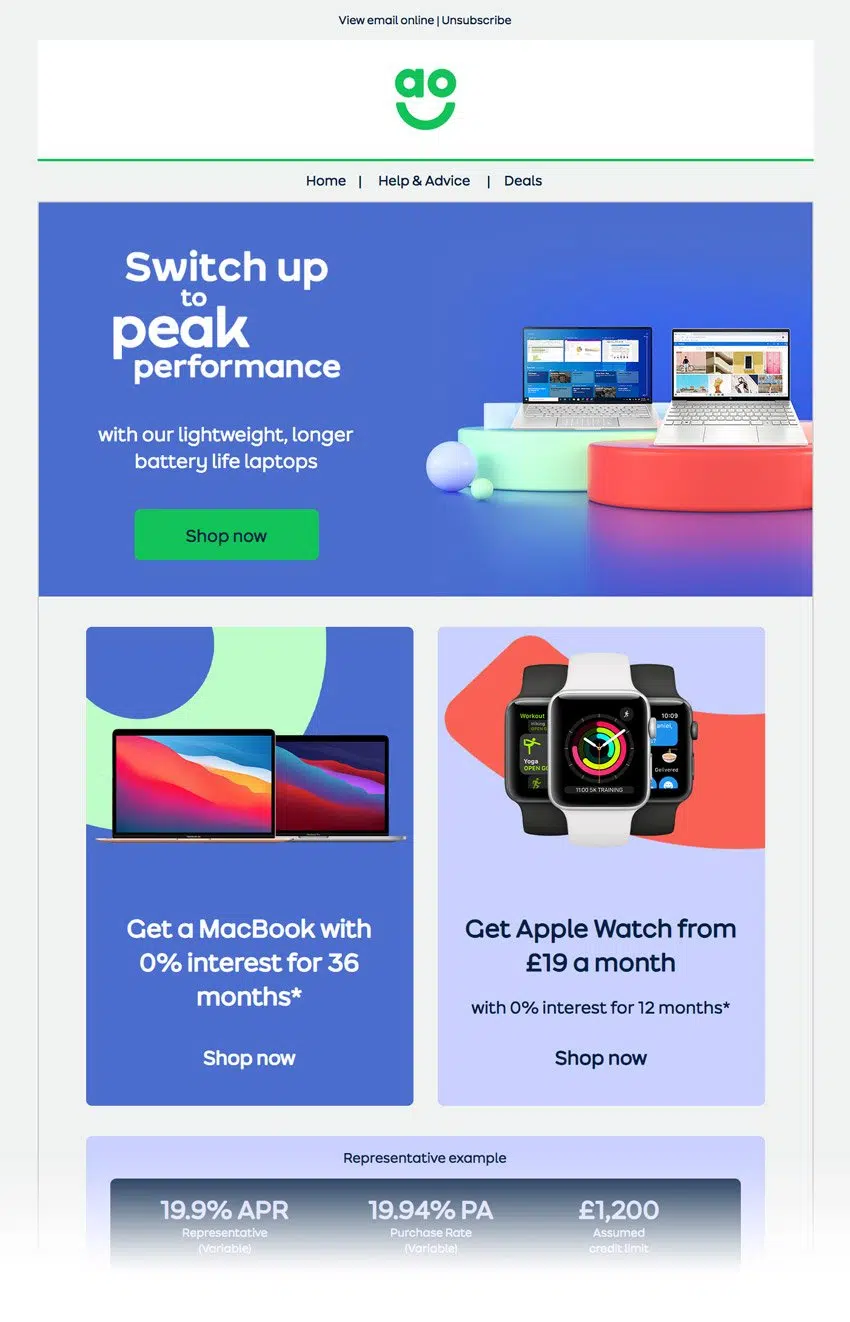 View email online | Unsubscribe
ao
Home | Help & Advice | Deals
Switch up
to
peak
performance
with our lightweight, longer
battery life laptops
Shop now
Workout
10:09
Yoga
OPEN
Delivered
11:00 5K TRAINING
Get a MacBook with
0% interest for 36
months*
Shop now
Get Apple Watch from
£19 a month
with 0% interest for 12 months*
Shop now
Representative example
19.9% APR
Representative
(Variable)
19.94% PA
Purchase Rate
(Variable)
£1,200
Assumed
credit limit